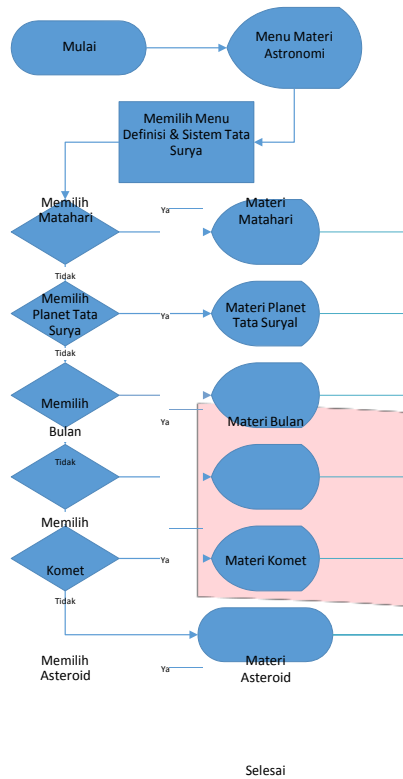 Mulai
Menu Materi
Astronomi
Memilih Menu
Definisi & Sistem Tata
Surya
Memilih
Matahari
Ya
Materi
Matahari
Tidak
Memilih
Planet Tata
Surya
Ya
Materi Planet
Tata Suryal
Tidak
Memilih
Bulan
Ya
Materi Bulan
Tidak
Memilih
Komet
Ya
Materi Komet
Tidak
Memilih
Asteroid
Ya
Materi
Asteroid
Selesai